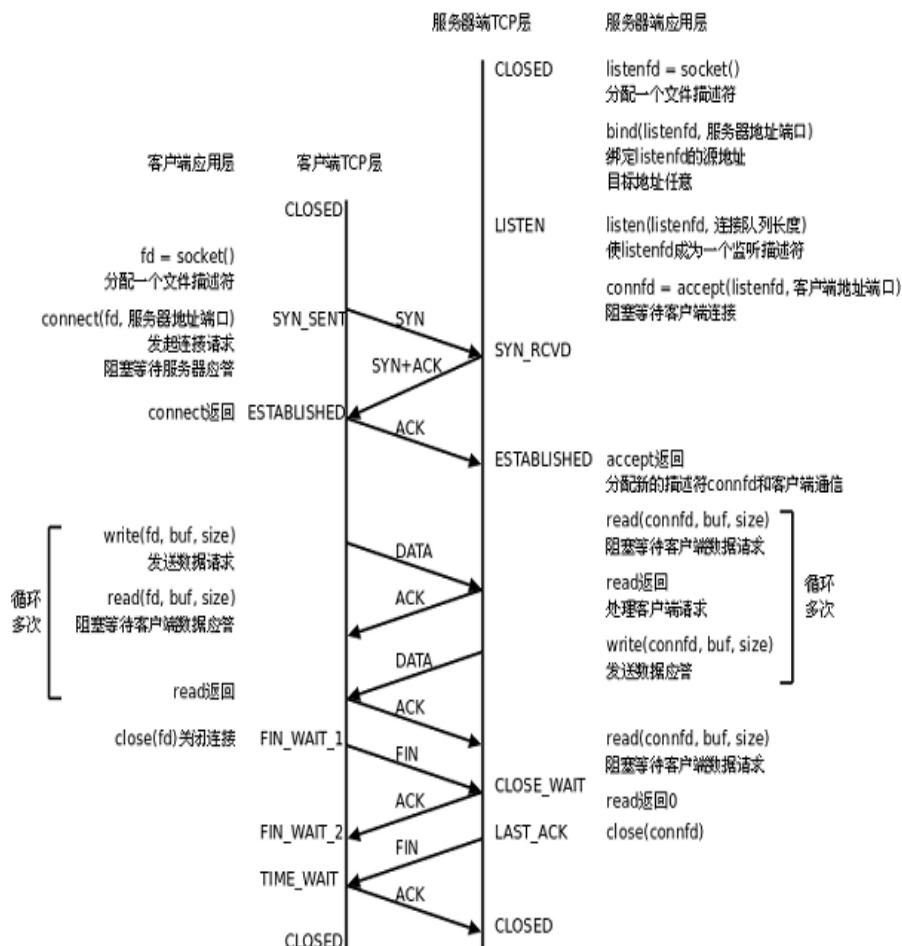 服务器端TCP层 服务器端应用层
CLOSED listenfd = socket()
分配一个文件描述符
bind(listenfd, 服务器地址端口)
绑定listenfd的源地址
客户端应用层 客户端TCP层
目标地址任意
CLOSED
LISTEN listen(listenfd, 连接队列长度)
使listenfd成为一个监听描述符
fd = socket()
分配一个文件描述符
connfd = accept(listenfd, 客户端地址端口)
阻塞等待客户端连接
connect(fd, 服务器地址端口) SYN_SENT SYN
发起连接请求
SYN_RCVD
阻塞等待服务器应管 SYN+ACK
connect返回 ESTABLISHED
ACK
ESTABLISHED accept返回
分配新的描述符connfd和客户端通信
read(connfd, buf, size)
write(fd, buf, size)
阻塞等待客户端数据请求
发送数据请求 DATA
read返回
循环
多次
read(fd, buf, size) ACK
处理客户端请求
循环
多次
阻塞等待客户端数据应管
write(connfd, buf, size)
DATA
发送数据应管
read返回
ACK
close(fd)关闭连接 FIN_WAIT_1 read(connfd, buf, size)
FIN
阻塞等待客户端数据请求
CLOSE_WAIT
ACK
read返回0
FIN_WAIT_2 LAST_ACK close(connfd)
FIN
TIME_WAIT
ACK
CLOSED
CLOSED